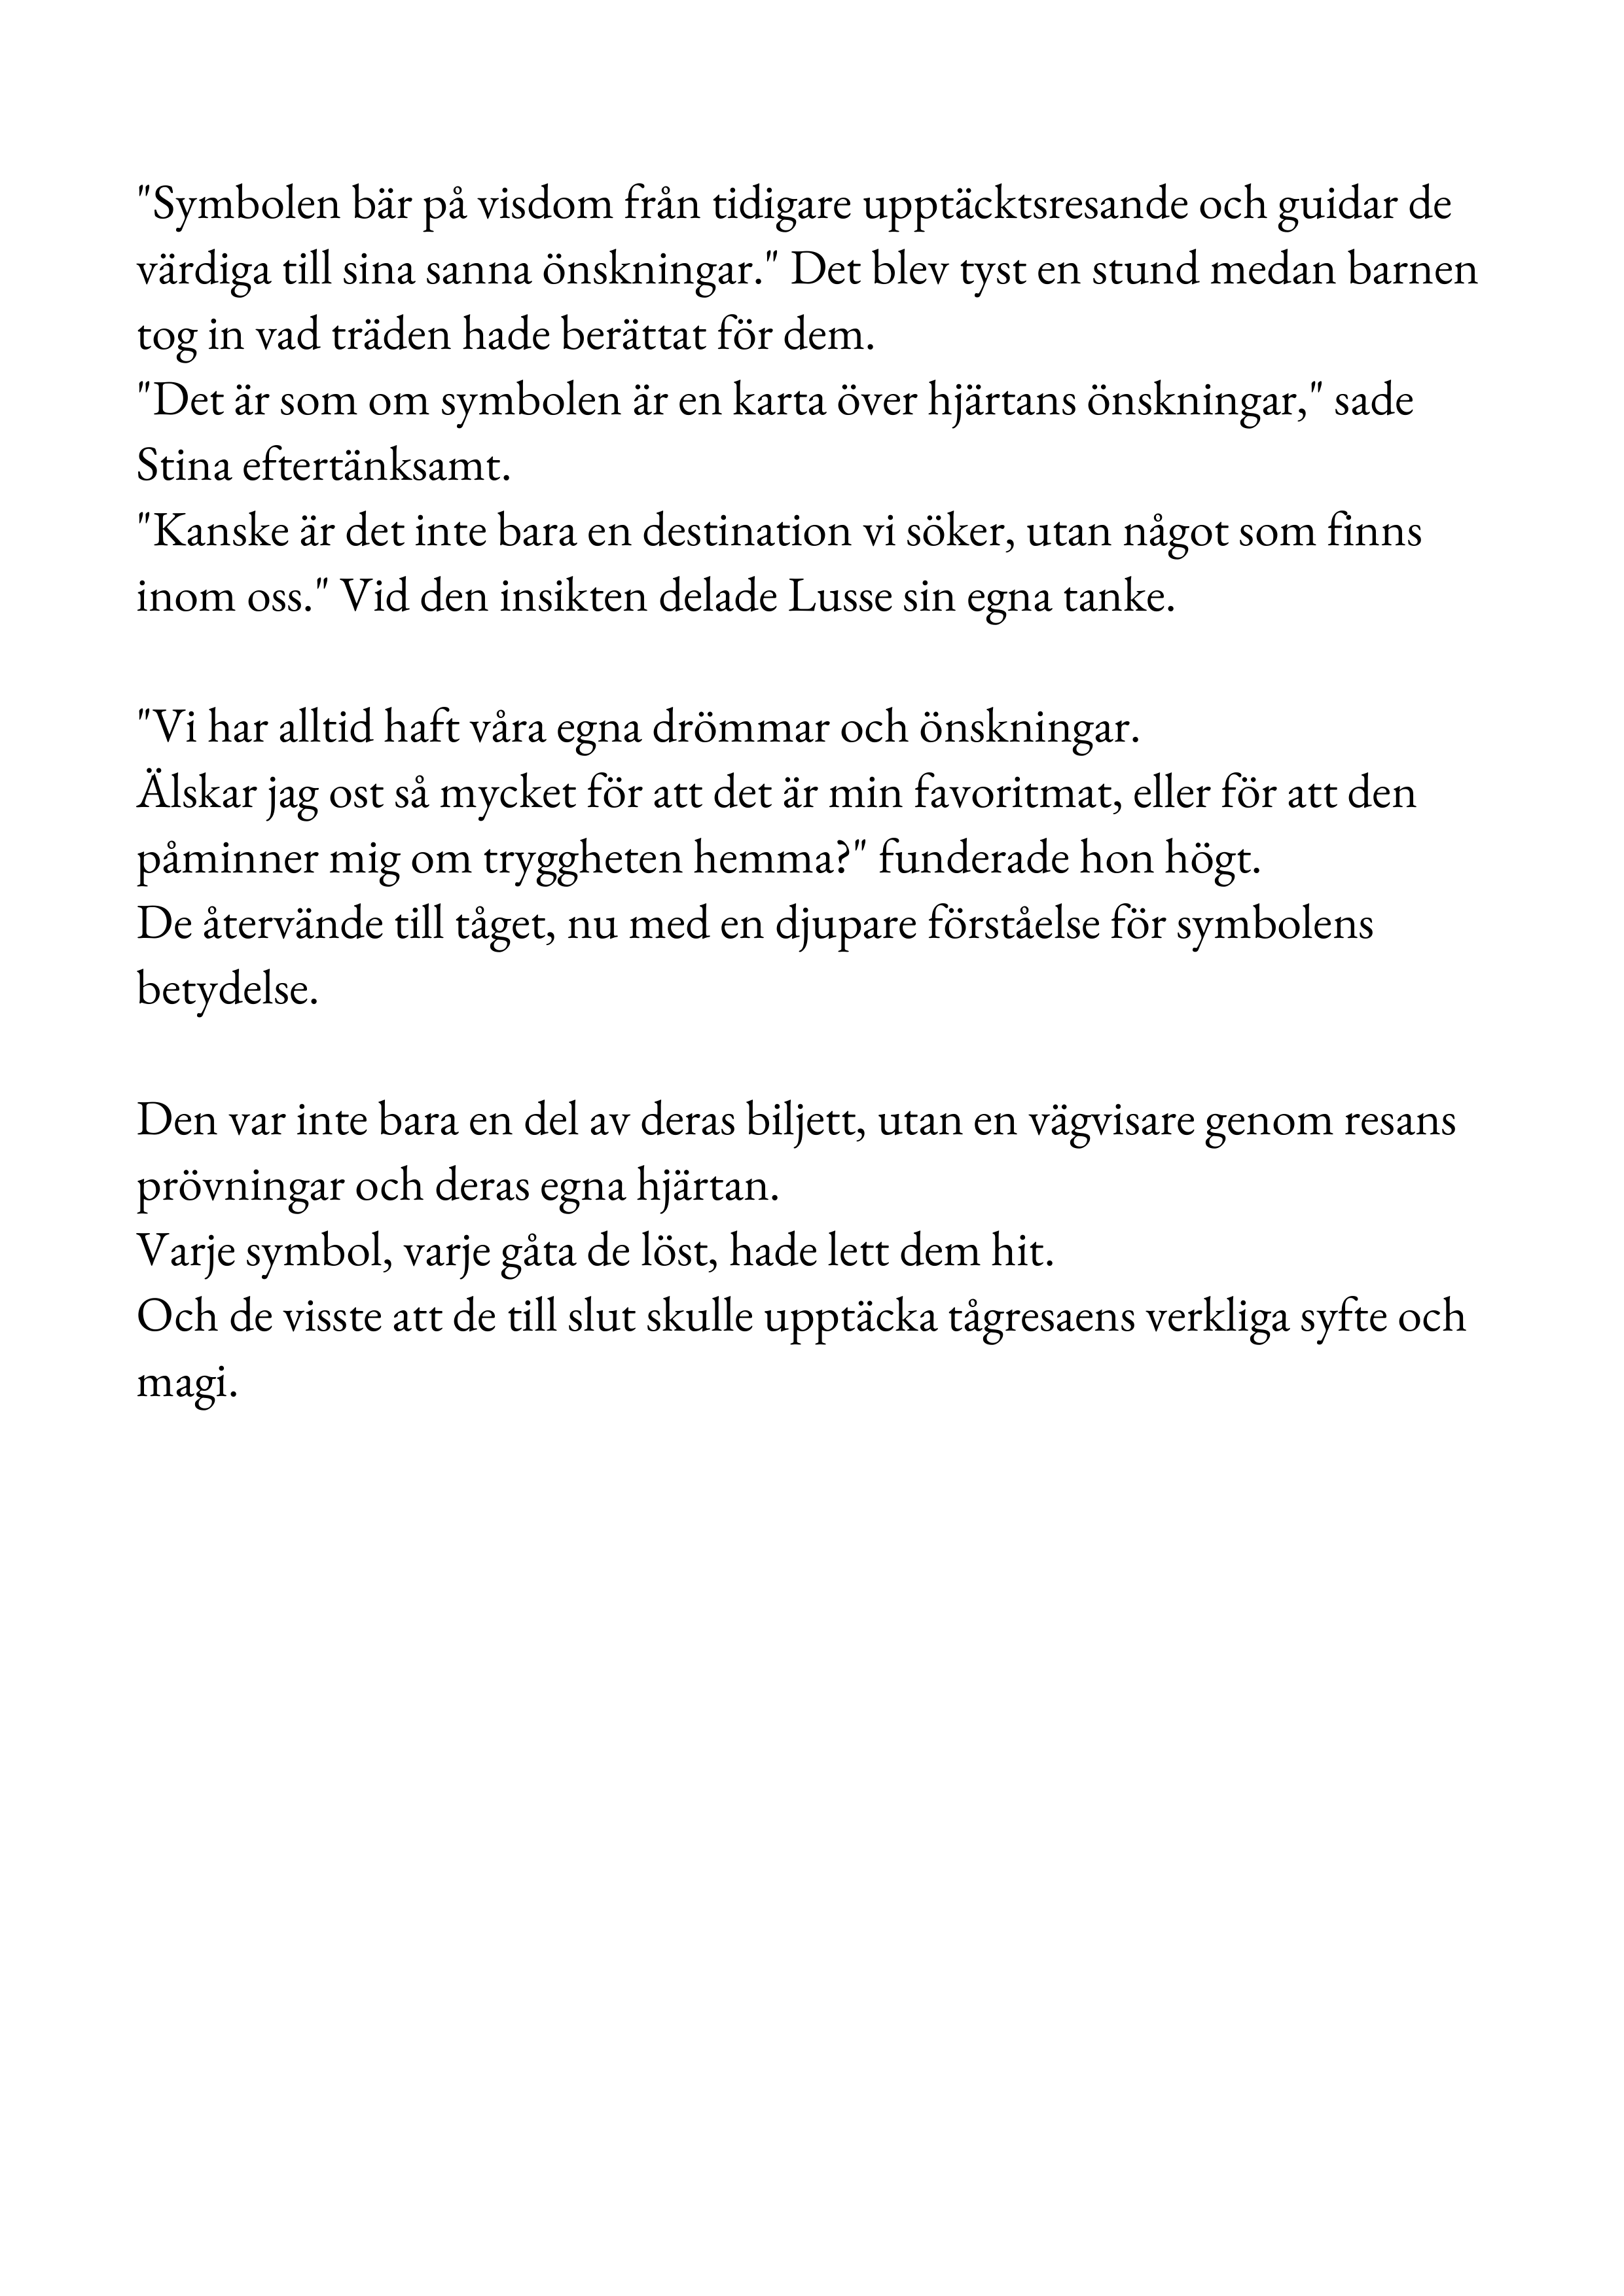 "Symbolen bär på visdom från tidigare upptäcktsresande och guidar de
värdiga till sina sanna önskningar." Det blev tyst en stund medan barnen
tog in vad träden hade berättat för dem.
"Det är som om symbolen är en karta över hjärtans önskningar," sade
Stina eftertänksamt.
"Kanske är det inte bara en destination vi söker, utan något som finns
inom oss." Vid den insikten delade Lusse sin egna tanke.
"Vi har alltid haft våra egna drömmar och önskningar.
Älskar jag ost så mycket för att det är min favoritmat, eller för att den
påminner mig om tryggheten hemma?" funderade hon högt.
De återvände till tåget, nu med en djupare förståelse för symbolens
betydelse.
Den var inte bara en del av deras biljett, utan en vägvisare genom resans
prövningar och deras egna hjärtan.
Varje symbol, varje gåta de löst, hade lett dem hit.
Och de visste att de till slut skulle upptäcka tågresaens verkliga syfte och
magi.